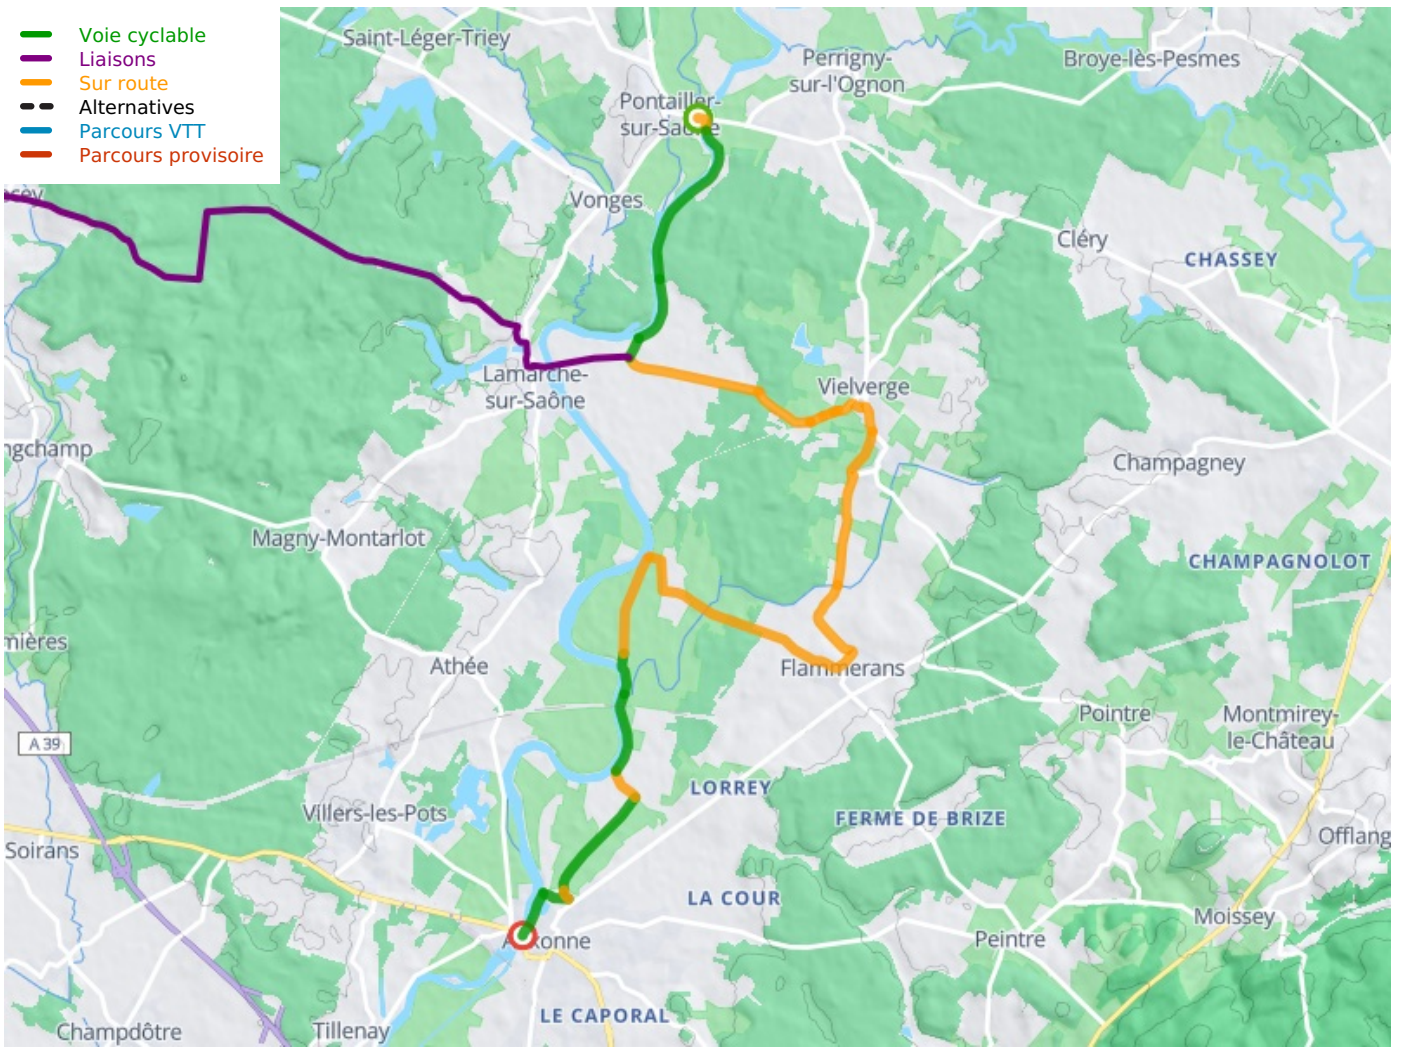 Voie cyclable
Liaisons
Sur route
Alternatives
Parcours VTT
Parcours provisoire
Saint-Léger-Triey
Perrigny-
sur-l'Ognon
Broye-lès-Pesmes
Pontailler-
sur-Saône
Vonges
Cléry
CHASSEY
Lamarche-
sur-Saône
Vielverge
ngchamp
Champagney
Magny-Montarlot
CHAMPAGNOLOT
mières
Athée
Flammerans
Pointre
Montmirey-
le-Château
A 39
LORREY
Villers-les-Pots
FERME DE BRIZE
Soirans
Offlang
LA COUR
Moissey
Peintre
onne
LE CAPORAL
Champdôtre
Tillenay